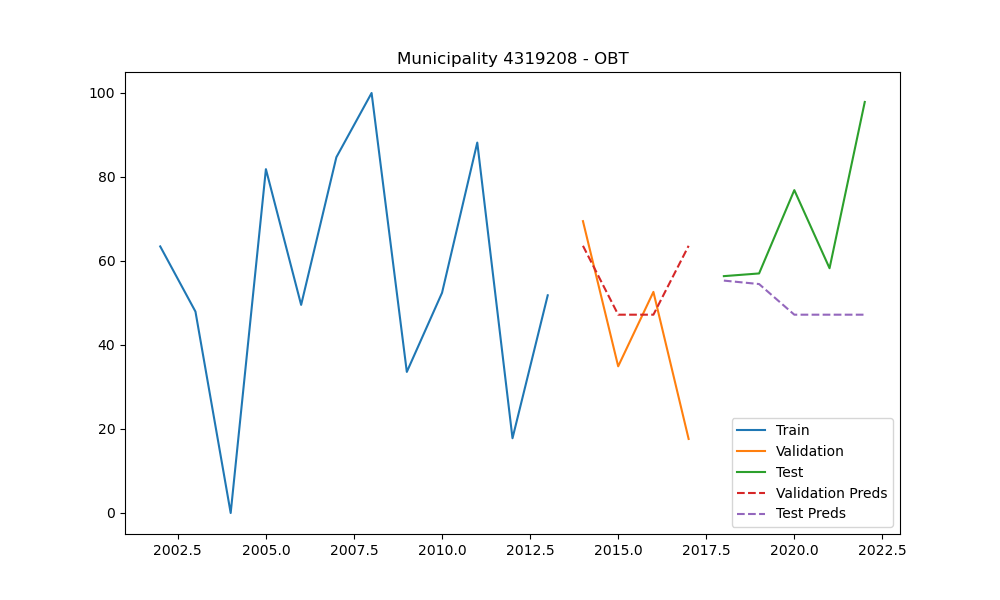 Municipality 4319208 - OBT
100
80
60
40
20
0
2002.5 2005.0 2007.5 2010.0 2012.5 2015.0 2017.5 2020.0 2022.5
Train
Validation
Test
Validation Preds
Test Preds